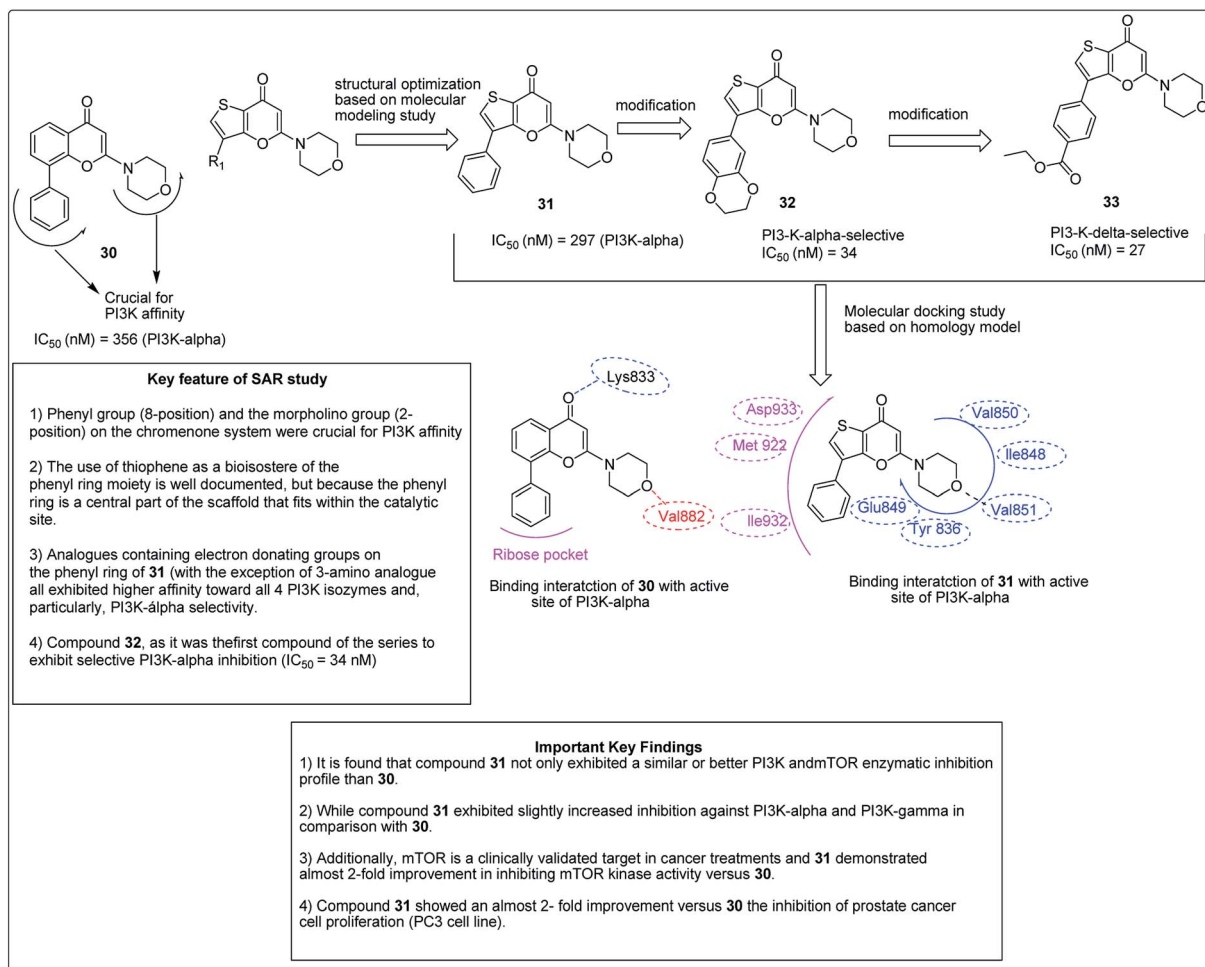 O
O
N
O
30
Crucial for
PI3K affinity
IC50 (nM) = 356 (PI3K-alpha)
S
O
O
N
O
R1
structural optimization
based on molecular
modeling study
S
O
O
N
O
31
IC50 (nM) = 297 (PI3K-alpha)
modification
S
O
O
N
O
O
O
32
PI3-K-alpha-selective
IC50 (nM) = 34
modification
S
O
O
N
O
O
O
33
PI3-K-delta-selective
IC50 (nM) = 27
Molecular docking study
based on homology model
Key feature of SAR study
1) Phenyl group (8-position) and the morpholino group (2-
position) on the chromenone system were crucial for PI3K affinity
2) The use of thiophene as a bioisostere of the
phenyl ring moiety is well documented, but because the phenyl
ring is a central part of the scaffold that fits within the catalytic
site.
3) Analogues containing electron donating groups on
the phenyl ring of 31 (with the exception of 3-amino analogue
all exhibited higher affinity toward all 4 PI3K isozymes and,
particularly, PI3K-álpha selectivity.
4) Compound 32, as it was thefirst compound of the series to
exhibit selective PI3K-alpha inhibition (IC50 = 34 nM)
Lys833
O
O
N
O
Val882
Ribose pocket
Binding interatction of 30 with active
site of PI3K-alpha
Asp933
Met 922
Ile932
S
O
O
N
O
Val850
Ile848
Val851
Glu849
Tyr 836
Binding interatction of 31 with active
site of PI3K-alpha
Important Key Findings
1) It is found that compound 31 not only exhibited a similar or better PI3K andmTOR enzymatic inhibition
profile than 30.
2) While compound 31 exhibited slightly increased inhibition against PI3K-alpha and PI3K-gamma in
comparison with 30.
3) Additionally, mTOR is a clinically validated target in cancer treatments and 31 demonstrated
almost 2-fold improvement in inhibiting mTOR kinase activity versus 30.
4) Compound 31 showed an almost 2- fold improvement versus 30 the inhibition of prostate cancer
cell proliferation (PC3 cell line).